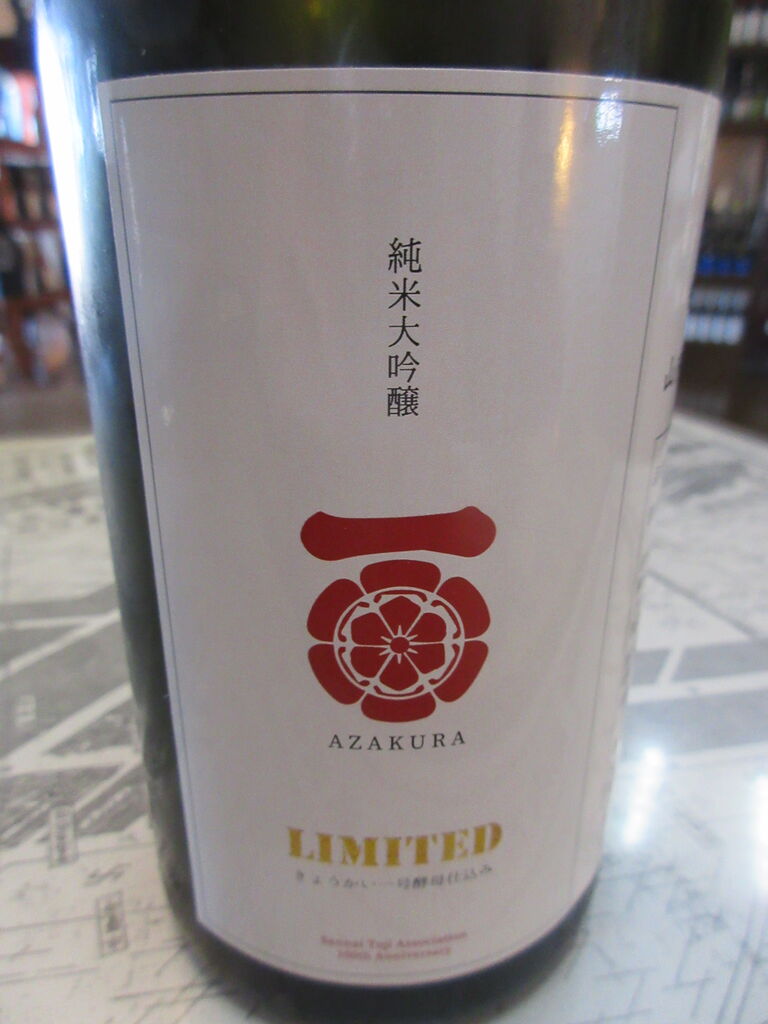 純米大吟醸
AZAKURA
LIMITED
きょうかい一号酵母仕込み
Sannai Toji Association
100th Anniversary